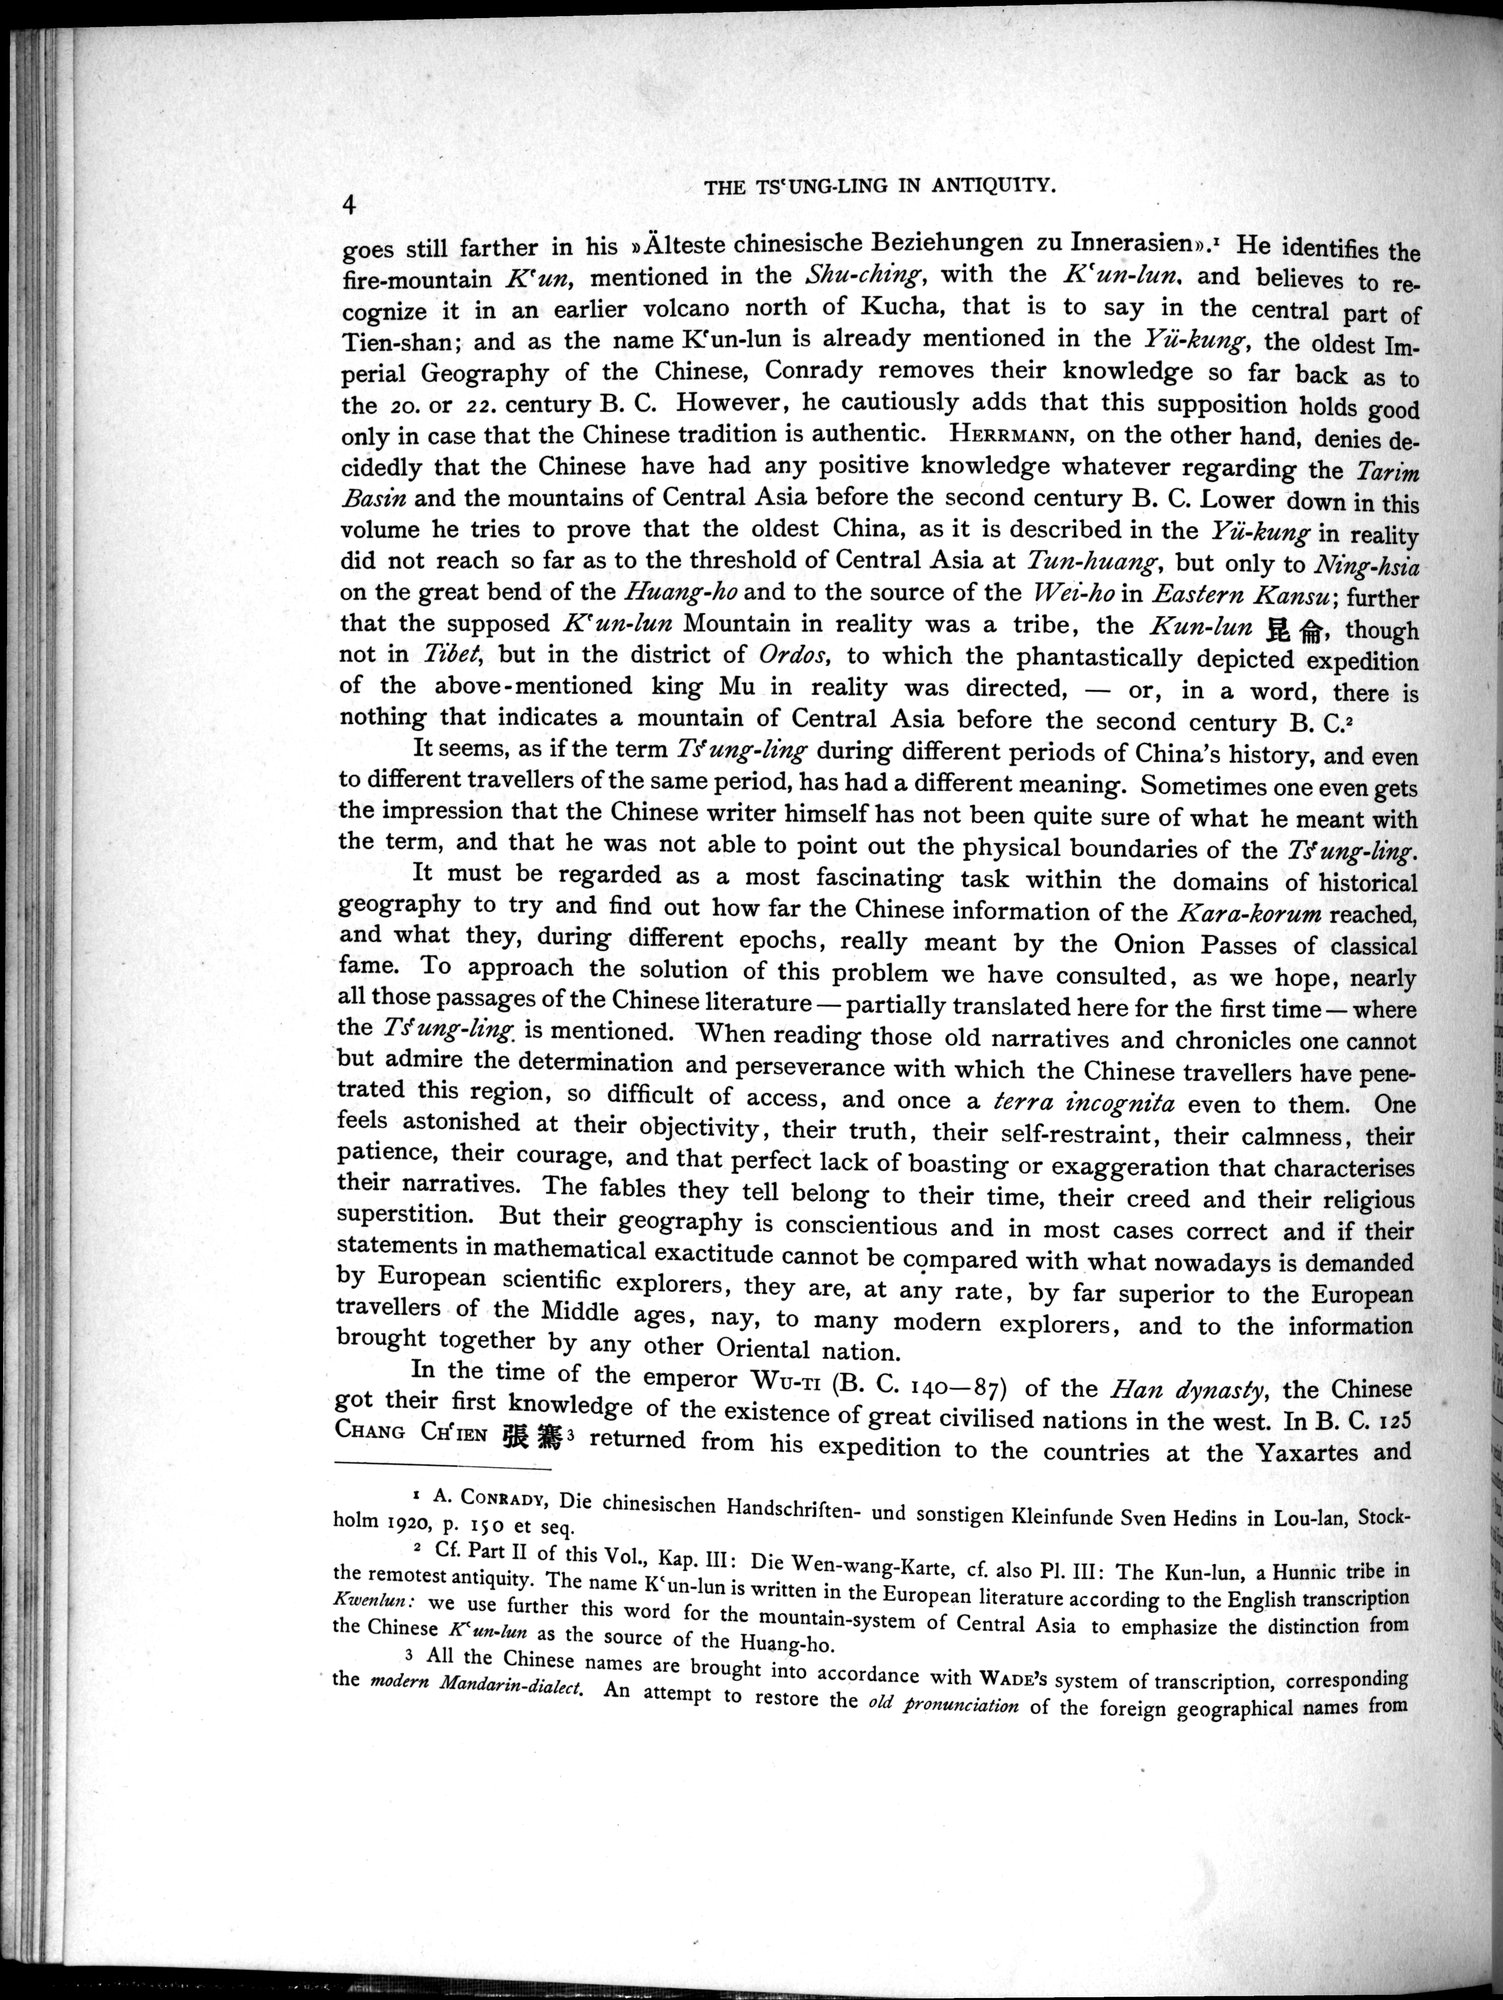 THE TSʻUNG-LING IN ANTIQUITY.
4
goes still farther in his »Älteste chinesische Beziehungen zu Innerasien».¹ He identifies the
fire-mountain Kʻun, mentioned in the Shu-ching, with the Kʻun-lun, and believes to re-
cognize it in an earlier volcano north of Kucha, that is to say in the central part of
Tien-shan; and as the name Kʻun-lun is already mentioned in the Yü-kung, the oldest Im-
perial Geography of the Chinese, Conrady removes their knowledge so far back as to
the 20. or 22. century B. C. However, he cautiously adds that this supposition holds good
only in case that the Chinese tradition is authentic. HERRMANN, on the other hand, denies de-
cidedly that the Chinese have had any positive knowledge whatever regarding the Tarim
Basin and the mountains of Central Asia before the second century B. C. Lower down in this
volume he tries to prove that the oldest China, as it is described in the Yü-kung in reality
did not reach so far as to the threshold of Central Asia at Tun-huang, but only to Ning-hsia
on the great bend of the Huang-ho and to the source of the Wei-ho in Eastern Kansu; further
that the supposed Kʻun-lun Mountain in reality was a tribe, the Kun-lun 昆侖, though
not in Tibet, but in the district of Ordos, to which the phantastically depicted expedition
of the above-mentioned king Mu in reality was directed, — or, in a word, there is
nothing that indicates a mountain of Central Asia before the second century B. C.²
It seems, as if the term Tsʻung-ling during different periods of China's history, and even
to different travellers of the same period, has had a different meaning. Sometimes one even gets
the impression that the Chinese writer himself has not been quite sure of what he meant with
the term, and that he was not able to point out the physical boundaries of the Tsʻung-ling.
It must be regarded as a most fascinating task within the domains of historical
geography to try and find out how far the Chinese information of the Kara-korum reached,
and what they, during different epochs, really meant by the Onion Passes of classical
fame. To approach the solution of this problem we have consulted, as we hope, nearly
all those passages of the Chinese literature — partially translated here for the first time — where
the Tsʻung-ling is mentioned. When reading those old narratives and chronicles one cannot
but admire the determination and perseverance with which the Chinese travellers have pene-
trated this region, so difficult of access, and once a terra incognita even to them. One
feels astonished at their objectivity, their truth, their self-restraint, their calmness, their
patience, their courage, and that perfect lack of boasting or exaggeration that characterises
their narratives. The fables they tell belong to their time, their creed and their religious
superstition. But their geography is conscientious and in most cases correct and if their
statements in mathematical exactitude cannot be compared with what nowadays is demanded
by European scientific explorers, they are, at any rate, by far superior to the European
travellers of the Middle ages, nay, to many modern explorers, and to the information
brought together by any other Oriental nation.
In the time of the emperor WU-TI (B. C. 140—87) of the Han dynasty, the Chinese
got their first knowledge of the existence of great civilised nations in the west. In B. C. 125
CHANG CHʻIEN 張騫³ returned from his expedition to the countries at the Yaxartes and
¹ A. CONRADY, Die chinesischen Handschriften- und sonstigen Kleinfunde Sven Hedins in Lou-lan, Stock-
holm 1920, p. 150 et seq.
² Cf. Part II of this Vol., Kap. III: Die Wen-wang-Karte, cf. also Pl. III: The Kun-lun, a Hunnic tribe in
the remotest antiquity. The name Kʻun-lun is written in the European literature according to the English transcription
Kwenlun: we use further this word for the mountain-system of Central Asia to emphasize the distinction from
the Chinese Kʻun-lun as the source of the Huang-ho.
3 All the Chinese names are brought into accordance with WADE'S system of transcription, corresponding
the modern Mandarin-dialect. An attempt to restore the old pronunciation of the foreign geographical names from